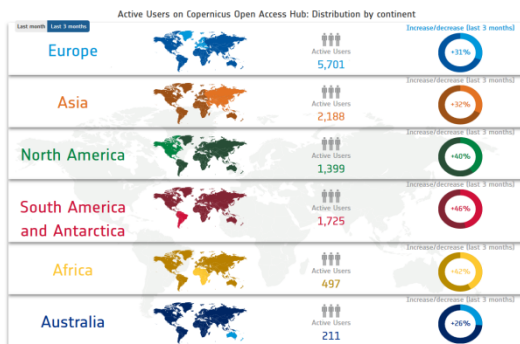 Active Users on Copernicus Open Access Hub: Distribution by continent
Last month Last 3 months
Increase/decrease (last 3 months)
Europe
Active Users
5,701
+31%
Increase/decrease (last 3 months)
Asia
Active Users
2,188
+32%
Increase/decrease (last 3 months)
North America
Active Users
1,399
+40%
Increase/decrease (last 3 months)
South America
and Antarctica
Active Users
1,725
+46%
Increase/decrease (last 3 months)
Africa
Active Users
497
+42%
Increase/decrease (last 3 months)
Australia
Active Users
211
+26%